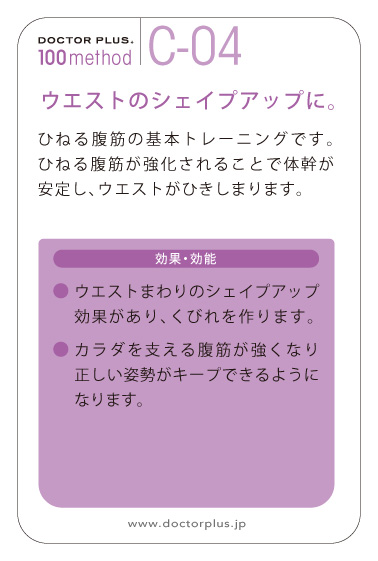 DOCTOR PLUS.
100method
C-04
ウエストのシェイプアップに。
ひねる腹筋の基本トレーニングです。
ひねる腹筋が強化されることで体幹が
安定し、ウエストがひきしまります。
効果・効能
● ウエストまわりのシェイプアップ
効果があり、くびれを作ります。
● カラダを支える腹筋が強くなり
正しい姿勢がキープできるように
なります。
www.doctorplus.jp